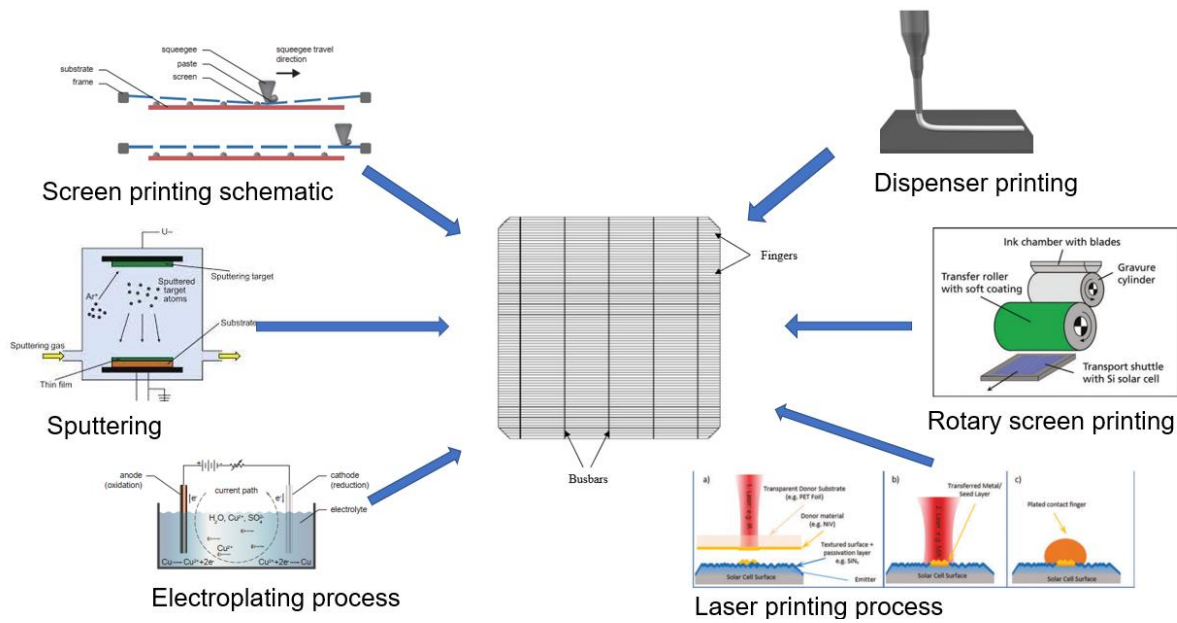 squeegee
squeegee travel
direction
paste
screen
substrate
frame
Screen printing schematic
Dispenser printing
U–
Sputtering target
Sputtered
target
atoms
Ar⁺
Substrate
Sputtering gas
Thin film
Sputtering
Fingers
Busbars
Ink chamber with blades
Transfer roller
with soft coating
Gravure
cylinder
Transport shuttle
with Si solar cell
Rotary screen printing
anode
(oxidation)
cathode
(reduction)
current path
e⁻
e⁻
electrolyte
H₂O, Cu²⁺, SO₄²⁻
Cu²⁺
Cu
Cu²⁺+2e⁻
Cu²⁺+2e⁻
Cu
Electroplating process
a)
Transparent Donor Substrate
(e.g. PET Foil)
Donor material
(e.g. NiV)
Textured surface +
passivation layer
e.g. SiNₓ
Emitter
Solar Cell Surface
b)
Transferred Metal/
Seed Layer
Solar Cell Surface
c)
Plated contact finger
Solar Cell Surface
Laser printing process